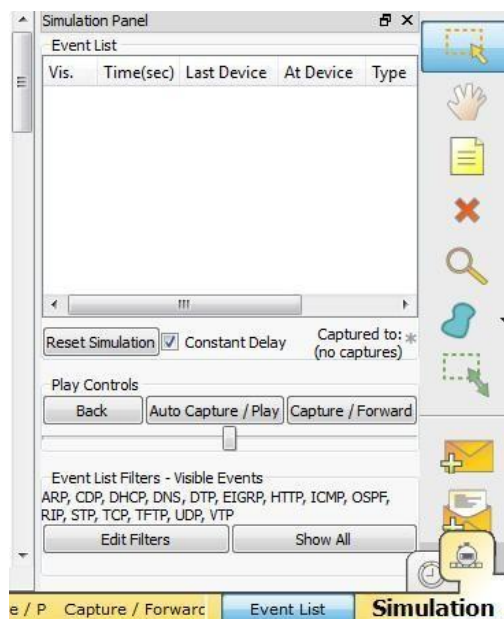 Simulation Panel
Event List
Vis. Time(sec) Last Device At Device Type
Reset Simulation Constant Delay Captured to: *
(no captures)
Play Controls
Back Auto Capture / Play Capture / Forward
Event List Filters - Visible Events
ARP, CDP, DHCP, DNS, DTP, EIGRP, HTTP, ICMP, OSPF,
RIP, STP, TCP, TFTP, UDP, VTP
Edit Filters Show All
e / P Capture / Forward Event List Simulation